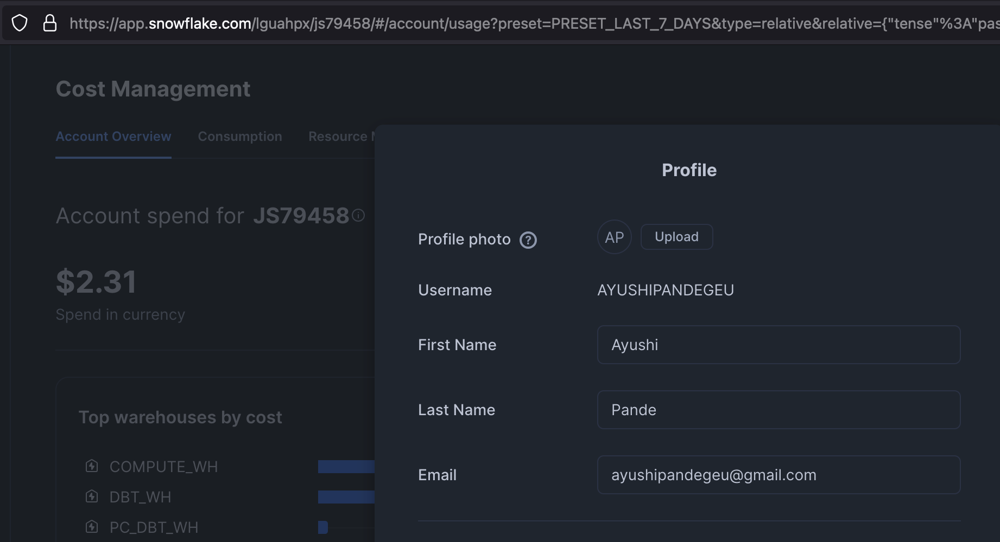 https://app.snowflake.com/lguahpx/js79458/#/account/usage?preset=PRESET_LAST_7_DAYS&type=relative&relative={"tense"%3A"pas
Cost Management
Account Overview
Consumption
Resource M
Account spend for JS79458
$2.31
Spend in currency
Top warehouses by cost
COMPUTE_WH
DBT_WH
PC_DBT_WH
Profile
Profile photo ? AP Upload
Username AYUSHIPANDEGEU
First Name Ayushi
Last Name Pande
Email ayushipandegeu@gmail.com